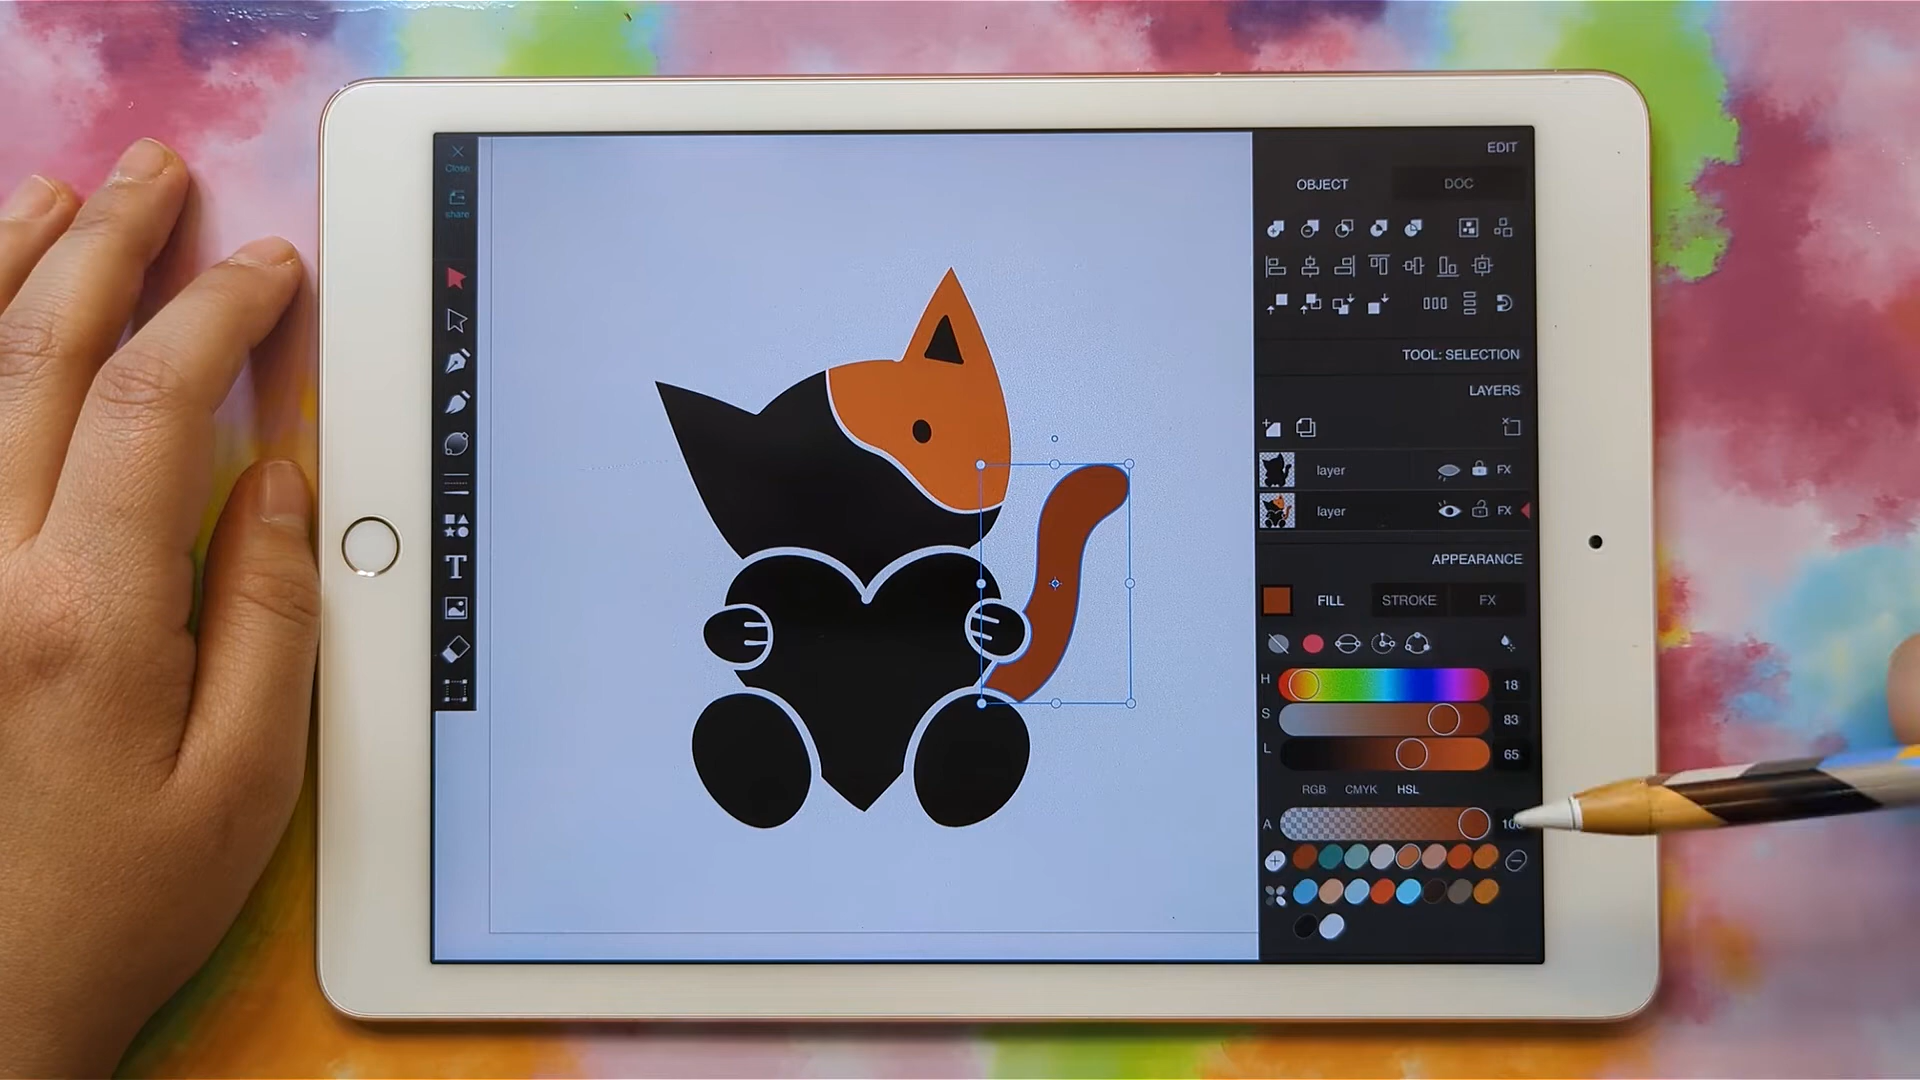 Close
share
T
EDIT
OBJECT DOC
TOOL: SELECTION
LAYERS
layer FX
layer FX
APPEARANCE
FILL STROKE FX
H 18
S 83
L 65
RGB CMYK HSL
A